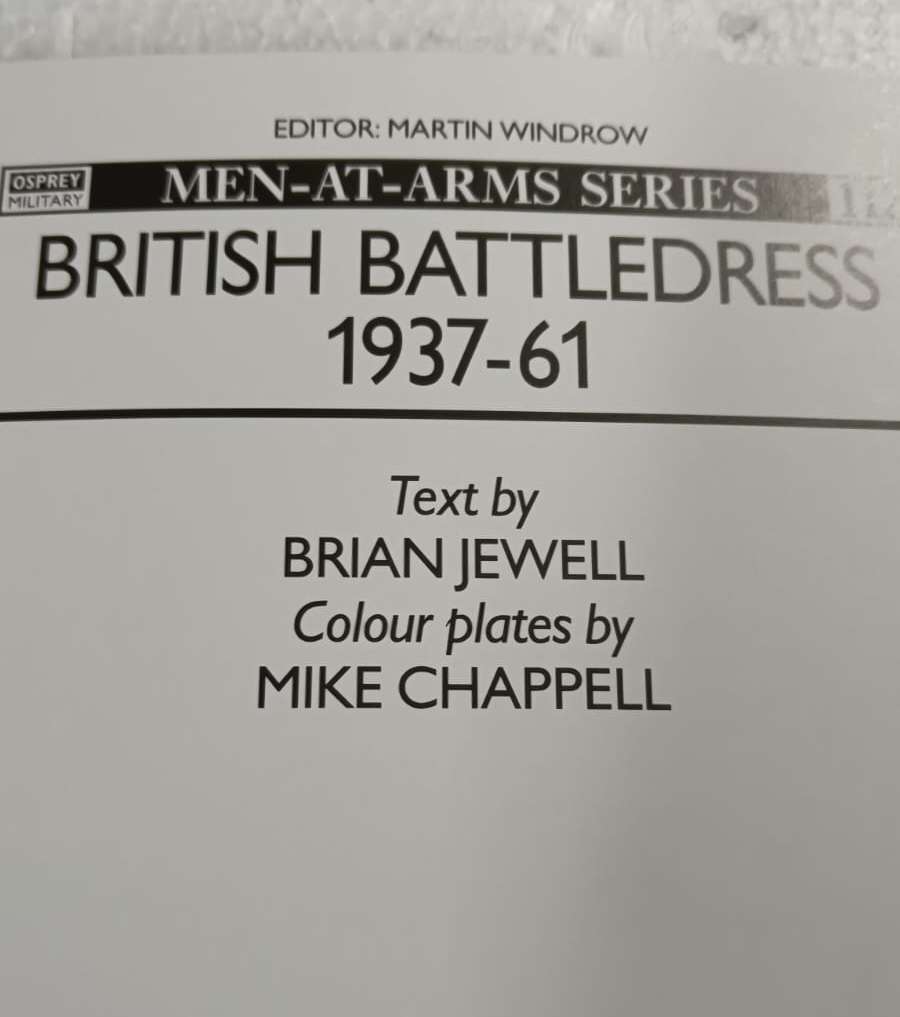 EDITOR: MARTIN WINDROW
OSPREY
MILITARY
MEN-AT-ARMS SERIES
BRITISH BATTLEDRESS
1937-61
Text by
BRIAN JEWELL
Colour plates by
MIKE CHAPPELL